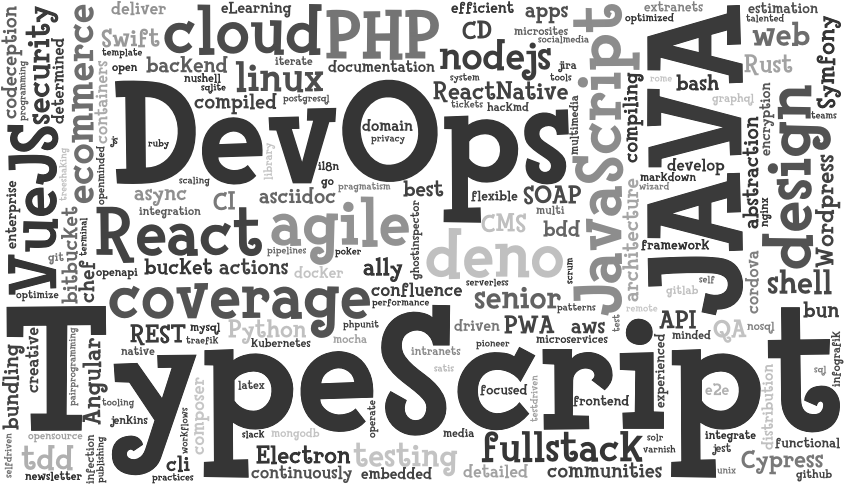 deliver
eLearning
efficient
apps
extranets
estimation
optimized
talented
codeception
programming
security
determined
Swift
cloud
PHP
CD
microsites
socialmedia
web
template
open
backend
iterate
documentation
nodejs
jira
tools
system
JavaScript
JAVA
Rust
Symfony
teams
nushell
sqlite
linux
ReactNative
tickets
hackmd
compiling
rome
bash
graphql
encryption
ecommerce
containers
compiled
postgresql
DevOps
domain
privacy
multimedia
abstraction
nginx
design
VueJS
treeshaking
openminded
ruby
library
il8n
go
pragmatism
develop
markdown
wizard
Wordpress
enterprise
scaling
async
CI
asciidoc
best
flexible
SOAP
integration
multi
bitbucket
git
chef
terminal
React
agile
pipelines
poker
ghostinspector
CMS
bdd
architecture
framework
openapi
bucket actions
docker
ally
deno
serverless
scrum
self
gitlab
cordova
shell
optimize
coverage
confluence
performance
senior
patterns
test
remote
bun
TypeScript
REST
mysql
traefik
Python
phpunit
driven
PWA
aws
API
minded
QA
nosql
native
kubernetes
mocha
intranets
pioneer
microservices
bundling
creative
pairprogramming
Angular
satis
experienced
sql
infografik
latex
focused
testdriven
frontend
e2e
tooling
jenkins
workflows
composer
operate
distribution
selfdriven
opensource
slack
mongodb
media
solr
varnish
integrate
jest
functional
tdd
infection
publishing
cli
practices
Electron
testing
fullstack
unix
Cypress
github
newsletter
continuously
embedded
detailed
communities